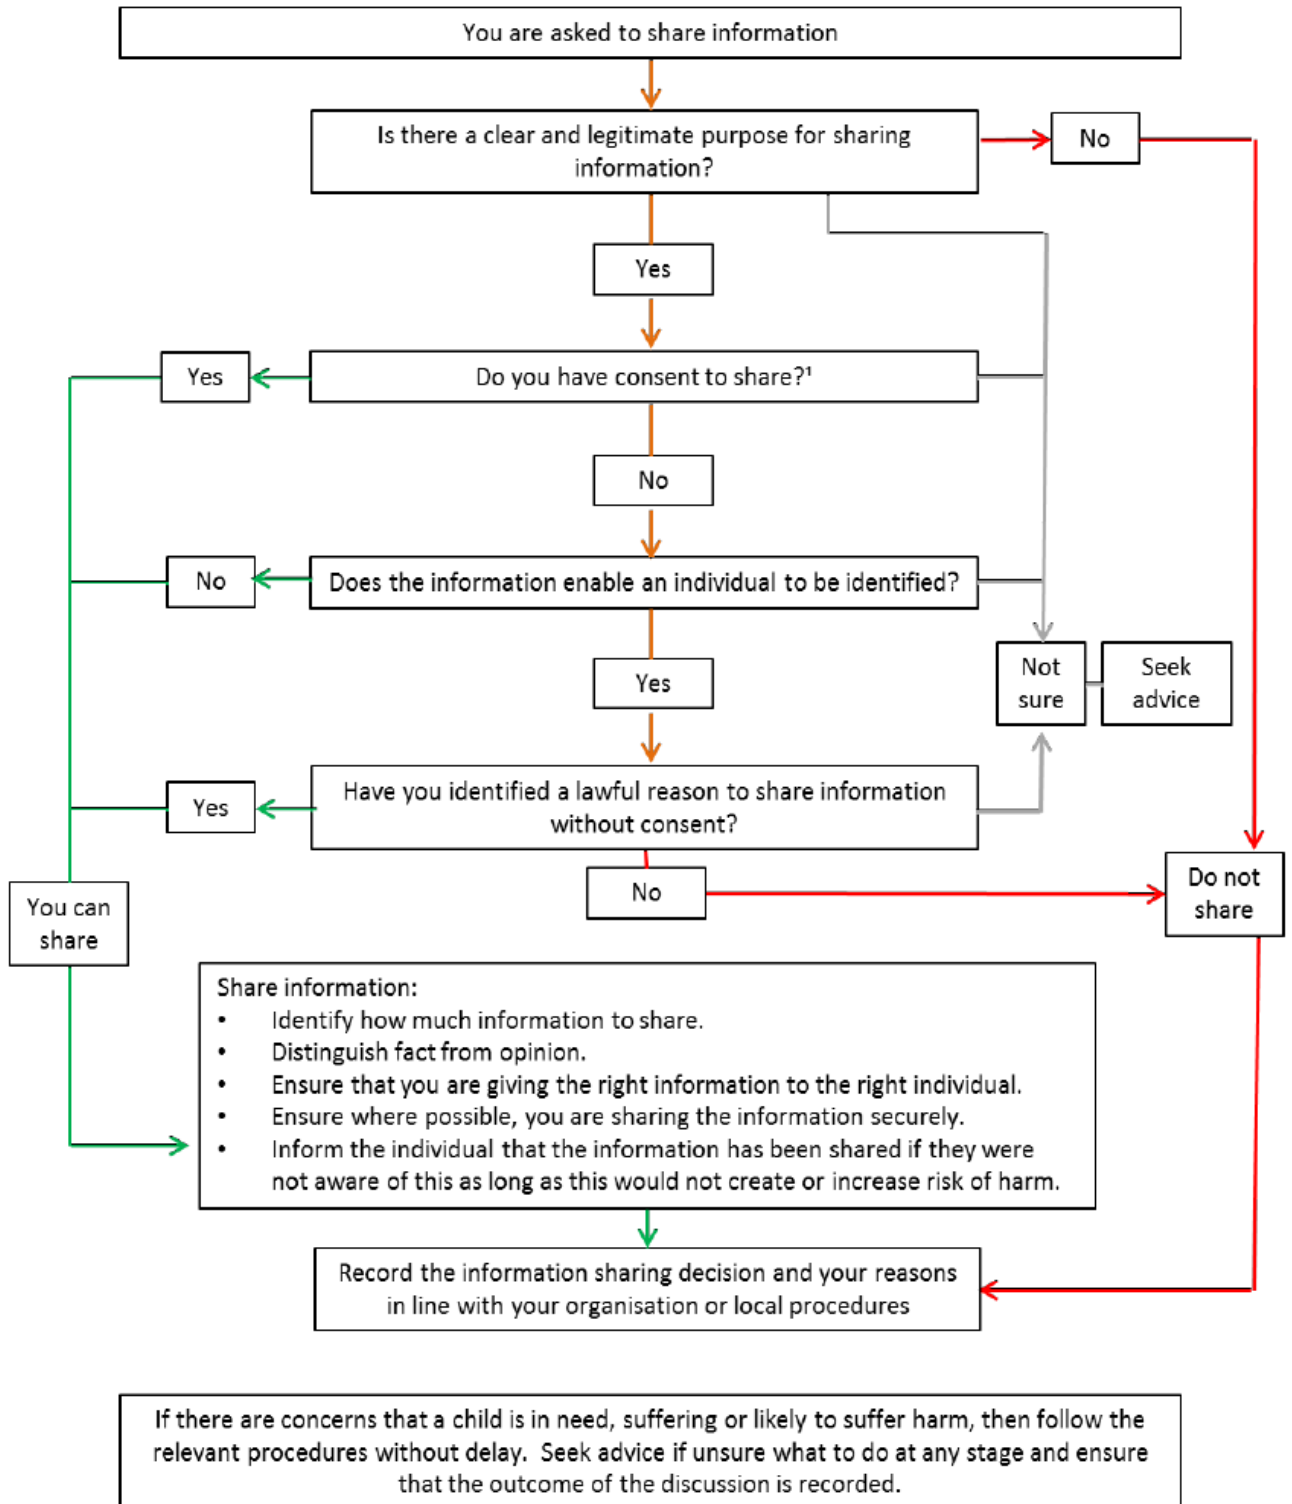 You are asked to share information
Is there a clear and legitimate purpose for sharing
information?
No
Yes
Yes
Do you have consent to share?¹
No
No
Does the information enable an individual to be identified?
Yes
Not
sure
Seek
advice
Yes
Have you identified a lawful reason to share information
without consent?
No
Do not
share
You can
share
Share information:
• Identify how much information to share.
• Distinguish fact from opinion.
• Ensure that you are giving the right information to the right individual.
• Ensure where possible, you are sharing the information securely.
• Inform the individual that the information has been shared if they were
not aware of this as long as this would not create or increase risk of harm.
Record the information sharing decision and your reasons
in line with your organisation or local procedures
If there are concerns that a child is in need, suffering or likely to suffer harm, then follow the
relevant procedures without delay.  Seek advice if unsure what to do at any stage and ensure
that the outcome of the discussion is recorded.